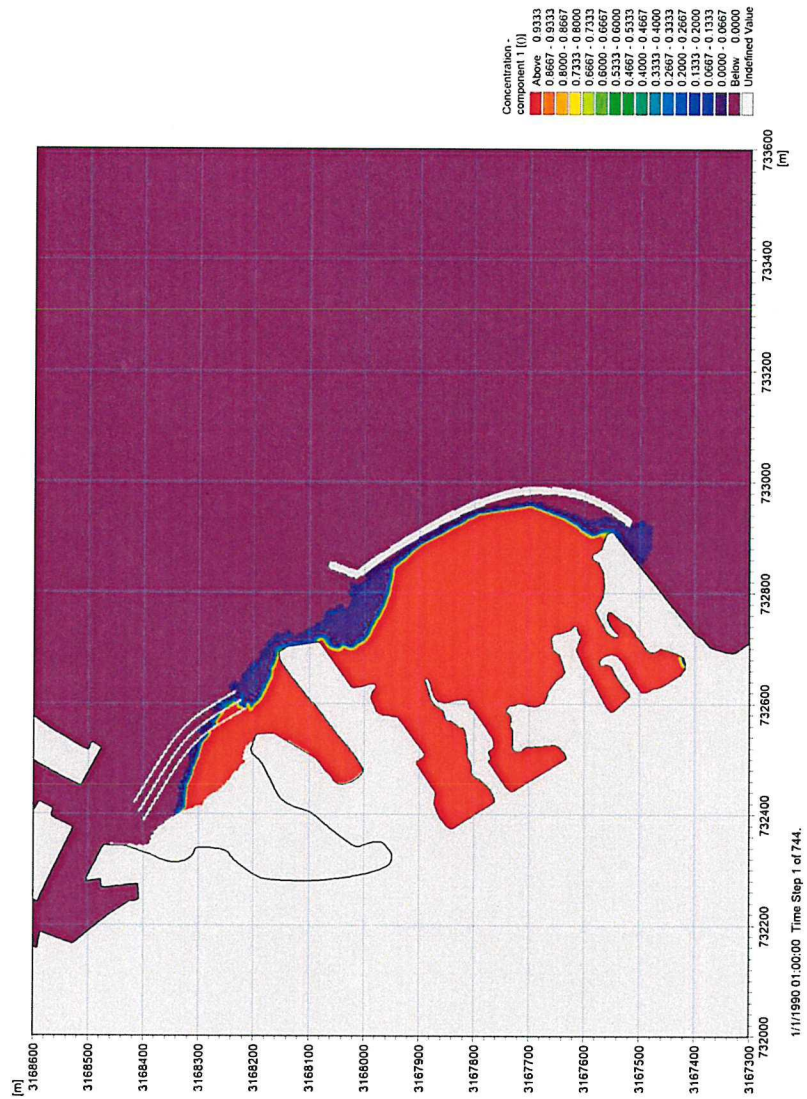 [m]
3168600
3168500
3168400
3168300
3168200
3168100
3168000
3167900
3167800
3167700
3167600
3167500
3167400
3167300
732000
732200
732400
732600
732800
733000
733200
733400
733600
[m]
Concentration -
component 1 [()]
Above 0.9333
0.8667 - 0.9333
0.8000 - 0.8667
0.7333 - 0.8000
0.6667 - 0.7333
0.6000 - 0.6667
0.5333 - 0.6000
0.4667 - 0.5333
0.4000 - 0.4667
0.3333 - 0.4000
0.2667 - 0.3333
0.2000 - 0.2667
0.1333 - 0.2000
0.0667 - 0.1333
0.0000 - 0.0667
Below 0.0000
Undefined Value
1/1/1990 01:00:00 Time Step 1 of 744.